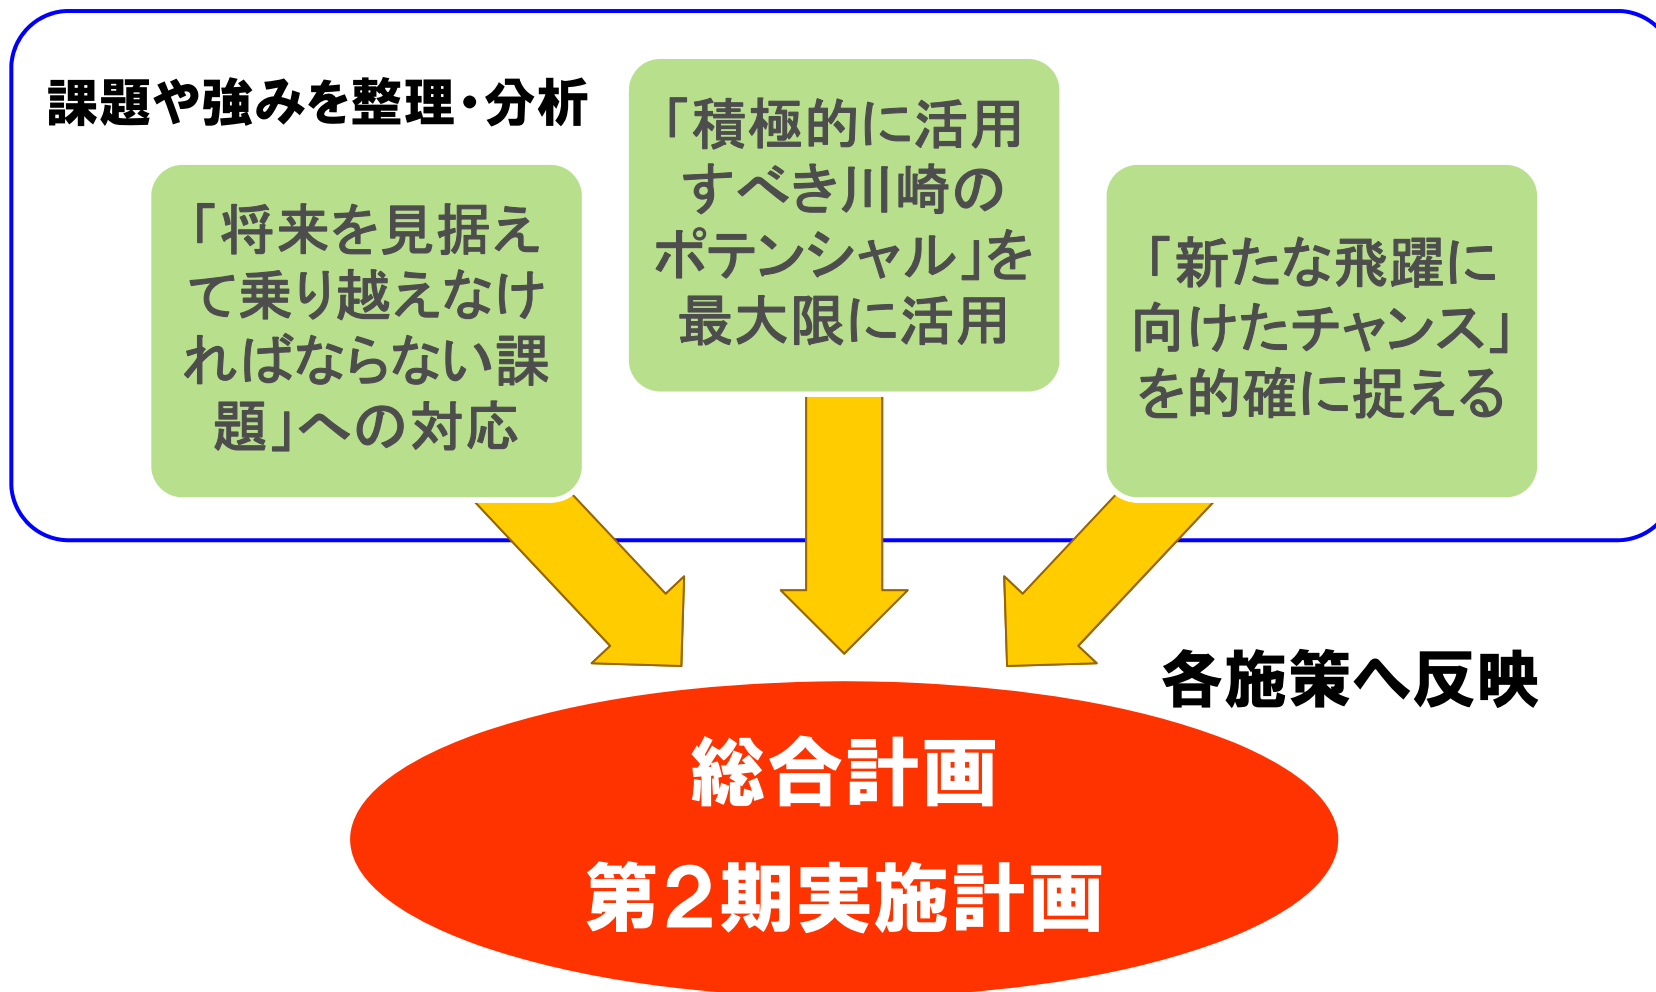 課題や強みを整理・分析
「将来を見据え
て乗り越えなけ
ればならない課
題」への対応
「積極的に活用
すべき川崎の
ポテンシャル」を
最大限に活用
「新たな飛躍に
向けたチャンス」
を的確に捉える
各施策へ反映
総合計画
第２期実施計画